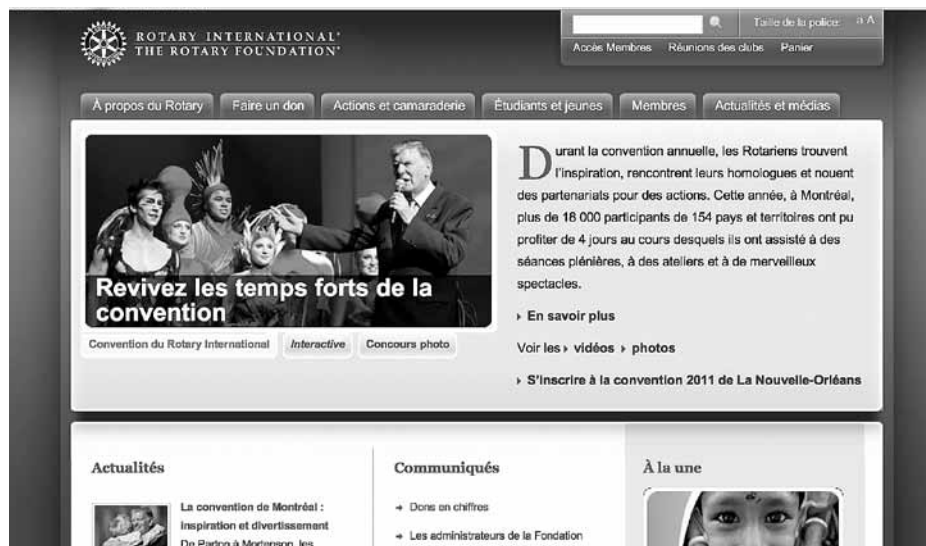 ROTARY INTERNATIONAL®
THE ROTARY FOUNDATION®
Taille de la police: a A
Accès Membres Réunions des clubs Panier
À propos du Rotary Faire un don Actions et camaraderie Étudiants et jeunes Membres Actualités et médias
Revivez les temps forts de la
convention
Convention du Rotary International Interactive Concours photo
Durant la convention annuelle, les Rotariens trouvent
l'inspiration, rencontrent leurs homologues et nouent
des partenariats pour des actions. Cette année, à Montréal,
plus de 18 000 participants de 154 pays et territoires ont pu
profiter de 4 jours au cours desquels ils ont assisté à des
séances plénières, à des ateliers et à de merveilleux
spectacles.
En savoir plus
Voir les vidéos photos
S'inscrire à la convention 2011 de La Nouvelle-Orléans
Actualités
La convention de Montréal :
inspiration et divertissement
De Parton à Mortenson, les
Communiqués
Dons en chiffres
Les administrateurs de la Fondation
À la une